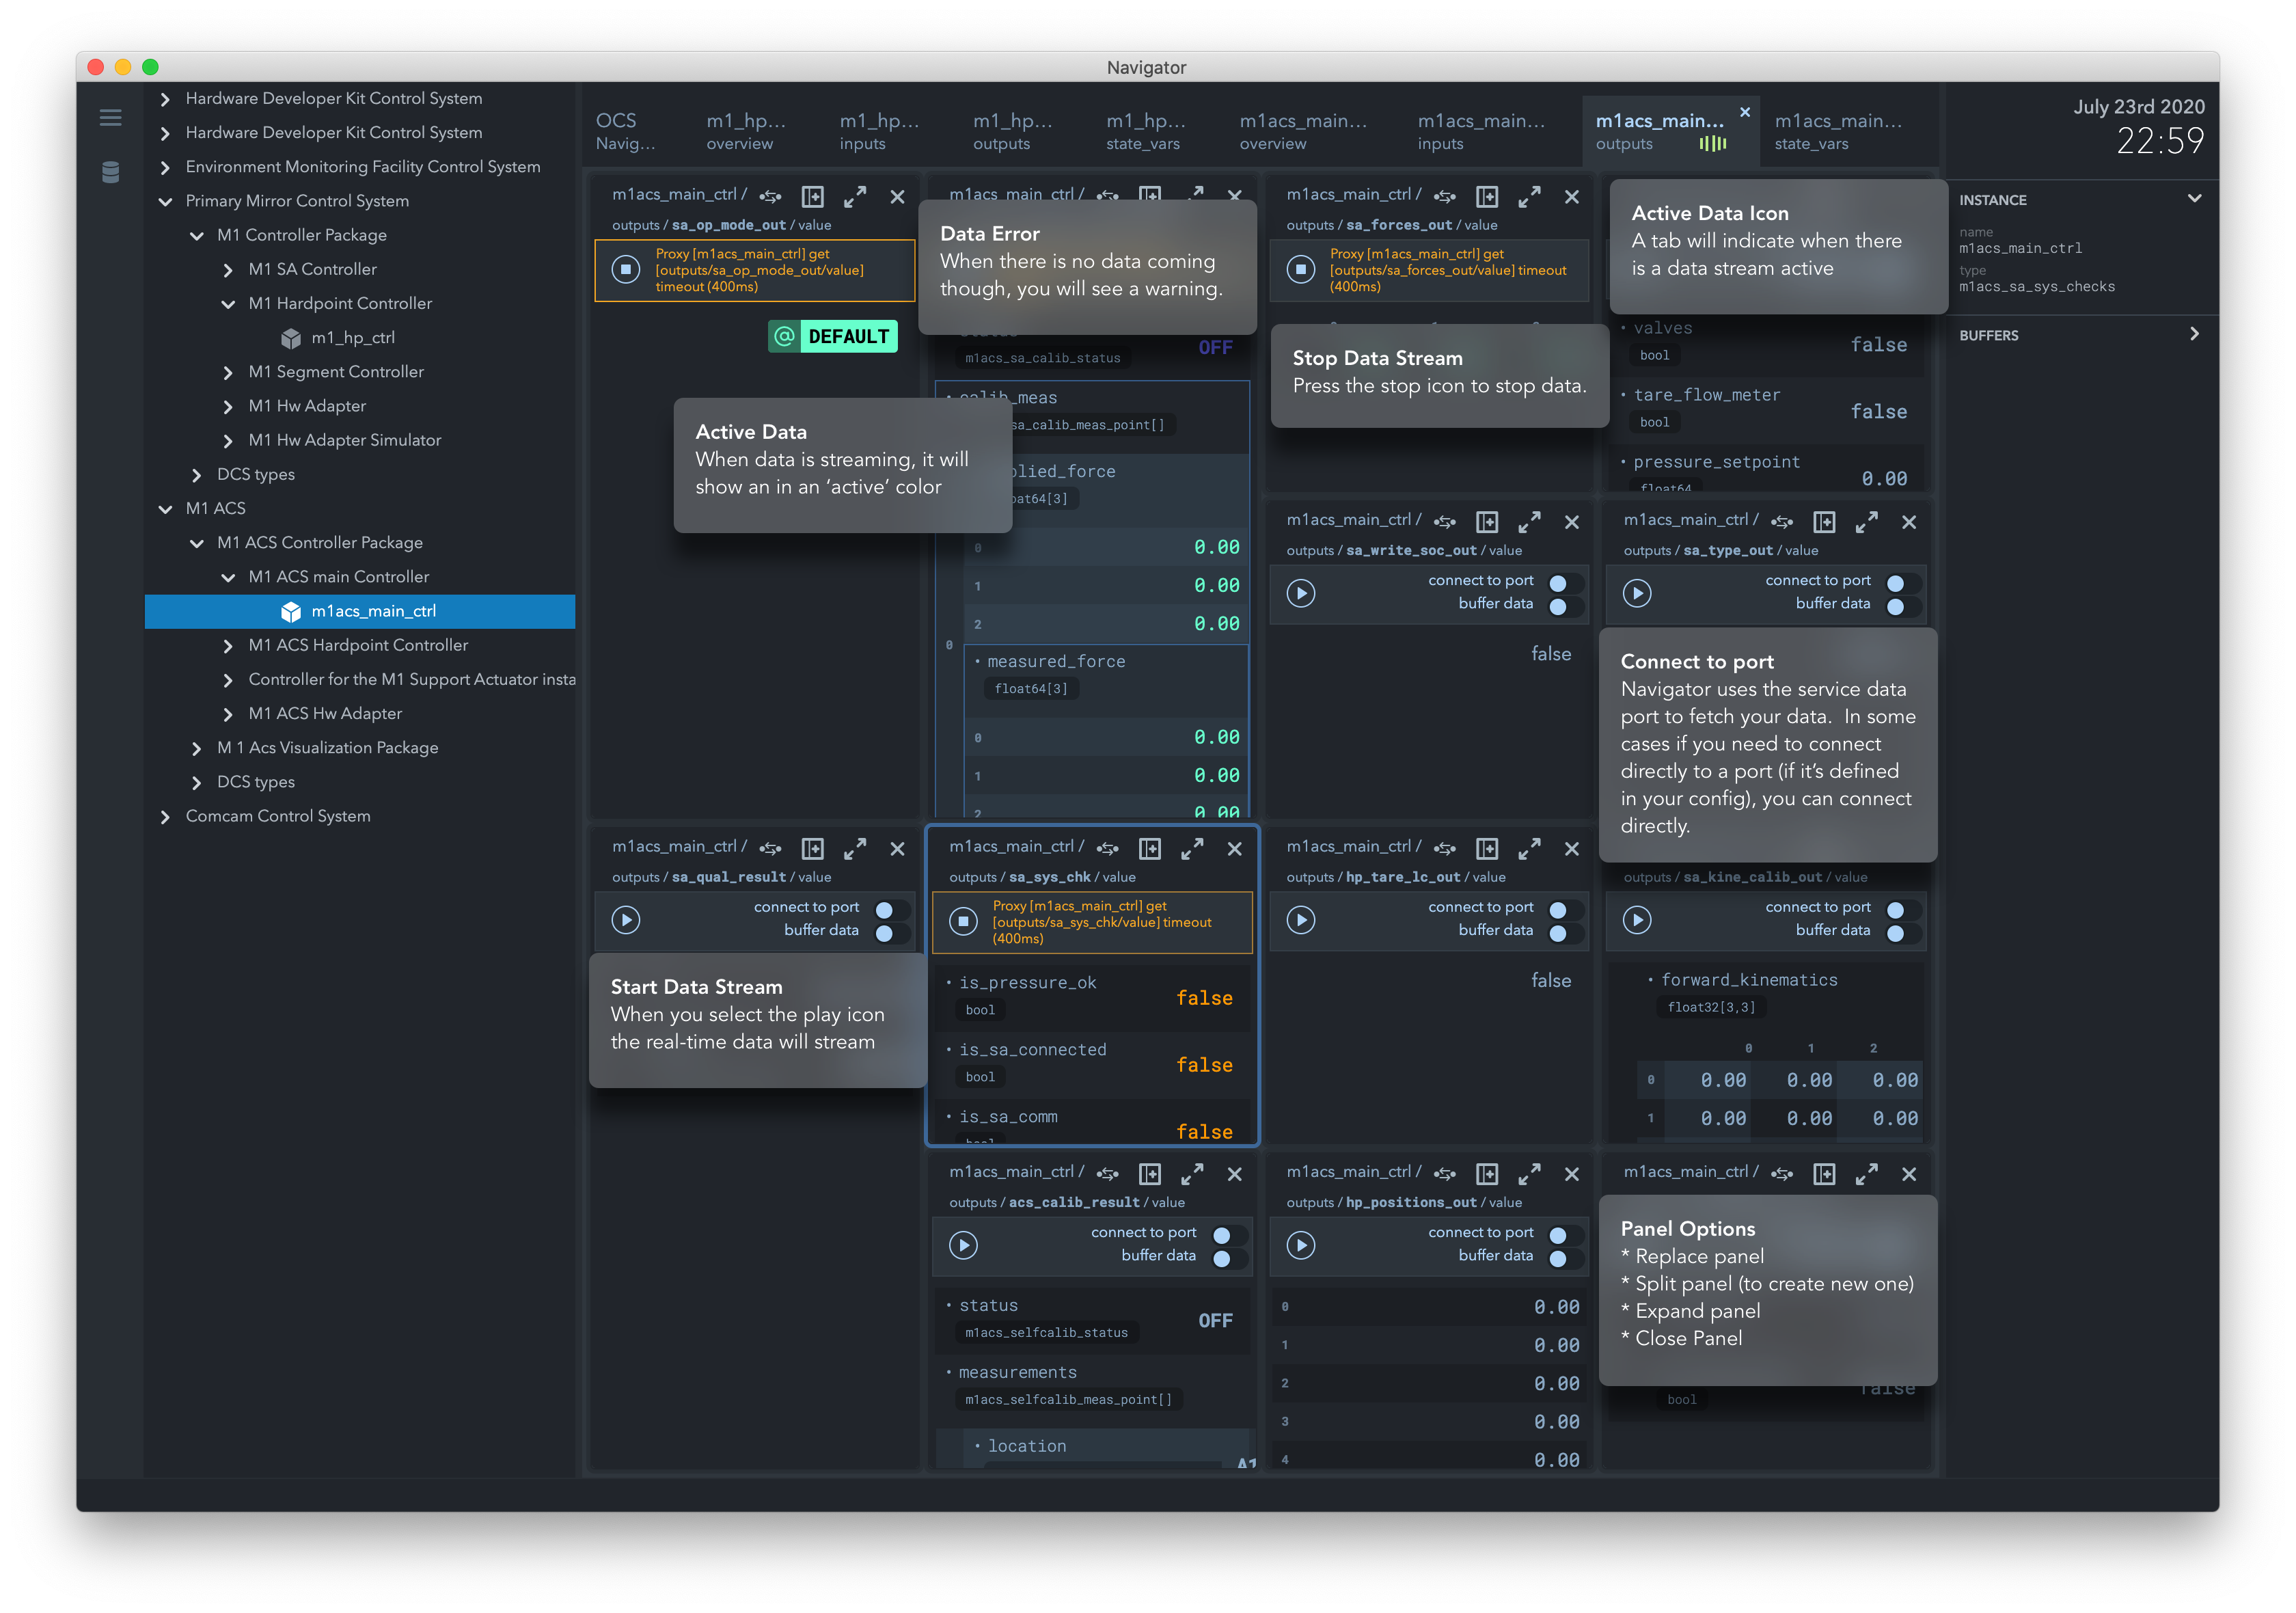 Navigator
Hardware Developer Kit Control System
Hardware Developer Kit Control System
Environment Monitoring Facility Control System
Primary Mirror Control System
M1 Controller Package
M1 SA Controller
M1 Hardpoint Controller
m1_hp_ctrl
M1 Segment Controller
M1 Hw Adapter
M1 Hw Adapter Simulator
DCS types
M1 ACS
M1 ACS Controller Package
M1 ACS main Controller
m1acs_main_ctrl
M1 ACS Hardpoint Controller
Controller for the M1 Support Actuator insta
M1 ACS Hw Adapter
M 1 Acs Visualization Package
DCS types
Comcam Control System
OCS
Navig...
m1_hp...
overview
m1_hp...
inputs
m1_hp...
outputs
m1_hp...
state_vars
m1acs_main...
overview
m1acs_main...
inputs
m1acs_main...
outputs
m1acs_main...
state_vars
July 23rd 2020
22:59
INSTANCE
name
m1acs_main_ctrl
type
m1acs_sa_sys_checks
BUFFERS
m1acs_main_ctrl /
outputs / sa_op_mode_out / value
Proxy [m1acs_main_ctrl] get
[outputs/sa_op_mode_out/value]
timeout (400ms)
@ DEFAULT
Active Data
When data is streaming, it will
show an in an ‘active’ color
m1acs_main_ctrl /
Data Error
When there is no data coming
though, you will see a warning.
status
OFF
m1acs_sa_calib_status
calib_meas
sa_calib_meas_point[]
plied_force
oat64[3]
0 0.00
1 0.00
2 0.00
0
measured_force
float64[3]
0 0.00
1 0.00
2 0.00
m1acs_main_ctrl /
outputs / sa_forces_out / value
Proxy [m1acs_main_ctrl] get
[outputs/sa_forces_out/value] timeout
(400ms)
Stop Data Stream
Press the stop icon to stop data.
Active Data Icon
A tab will indicate when there
is a data stream active
valves
false
bool
tare_flow_meter
false
bool
pressure_setpoint
0.00
float64
m1acs_main_ctrl /
outputs / sa_write_soc_out / value
connect to port
buffer data
false
m1acs_main_ctrl /
outputs / sa_type_out / value
connect to port
buffer data
Connect to port
Navigator uses the service data
port to fetch your data. In some
cases if you need to connect
directly to a port (if it’s defined
in your config), you can connect
directly.
m1acs_main_ctrl /
outputs / sa_qual_result / value
connect to port
buffer data
Start Data Stream
When you select the play icon
the real-time data will stream
m1acs_main_ctrl /
outputs / sa_sys_chk / value
Proxy [m1acs_main_ctrl] get
[outputs/sa_sys_chk/value] timeout
(400ms)
is_pressure_ok
false
bool
is_sa_connected
false
bool
is_sa_comm
false
bool
m1acs_main_ctrl /
outputs / hp_tare_lc_out / value
connect to port
buffer data
false
outputs / sa_kine_calib_out / value
connect to port
buffer data
forward_kinematics
float32[3,3]
0 1 2
0 0.00 0.00 0.00
1 0.00 0.00 0.00
m1acs_main_ctrl /
outputs / acs_calib_result / value
connect to port
buffer data
status
OFF
m1acs_selfcalib_status
measurements
m1acs_selfcalib_meas_point[]
location
A1
m1acs_main_ctrl /
outputs / hp_positions_out / value
connect to port
buffer data
0 0.00
1 0.00
2 0.00
3 0.00
4 0.00
m1acs_main_ctrl /
Panel Options
* Replace panel
* Split panel (to create new one)
* Expand panel
* Close Panel
false
bool